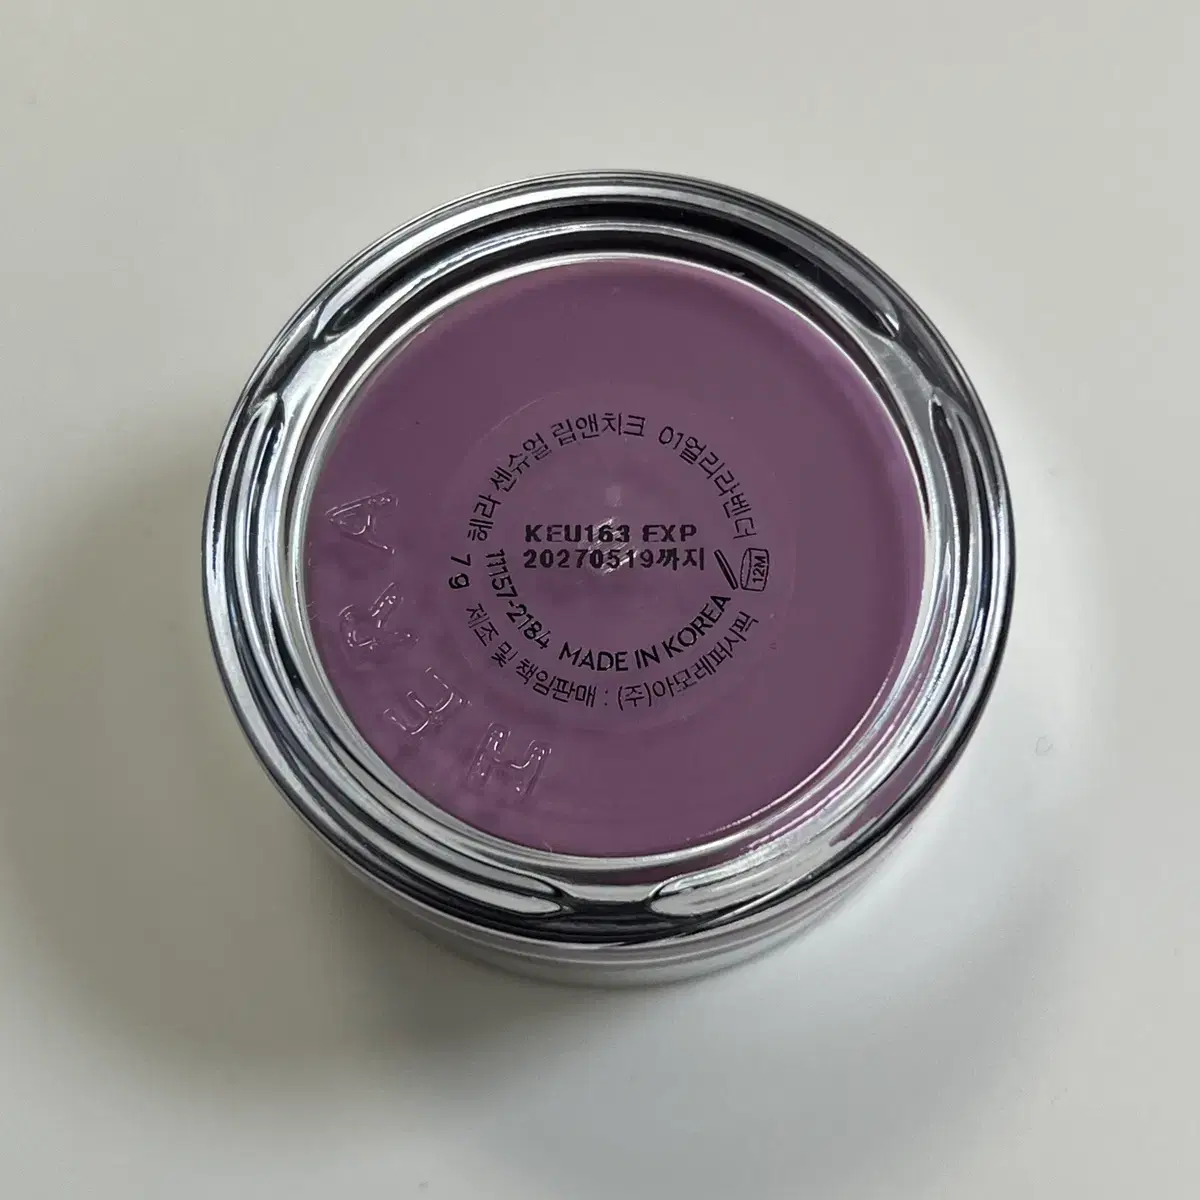 헤라 센슈얼 립앤치크 01멀리라벤더
KEU163 EXP
20270519까지
11157-2184 MADE IN KOREA
12M
7g 제조 및 책임판매 : (주)아모레퍼시픽
HERA